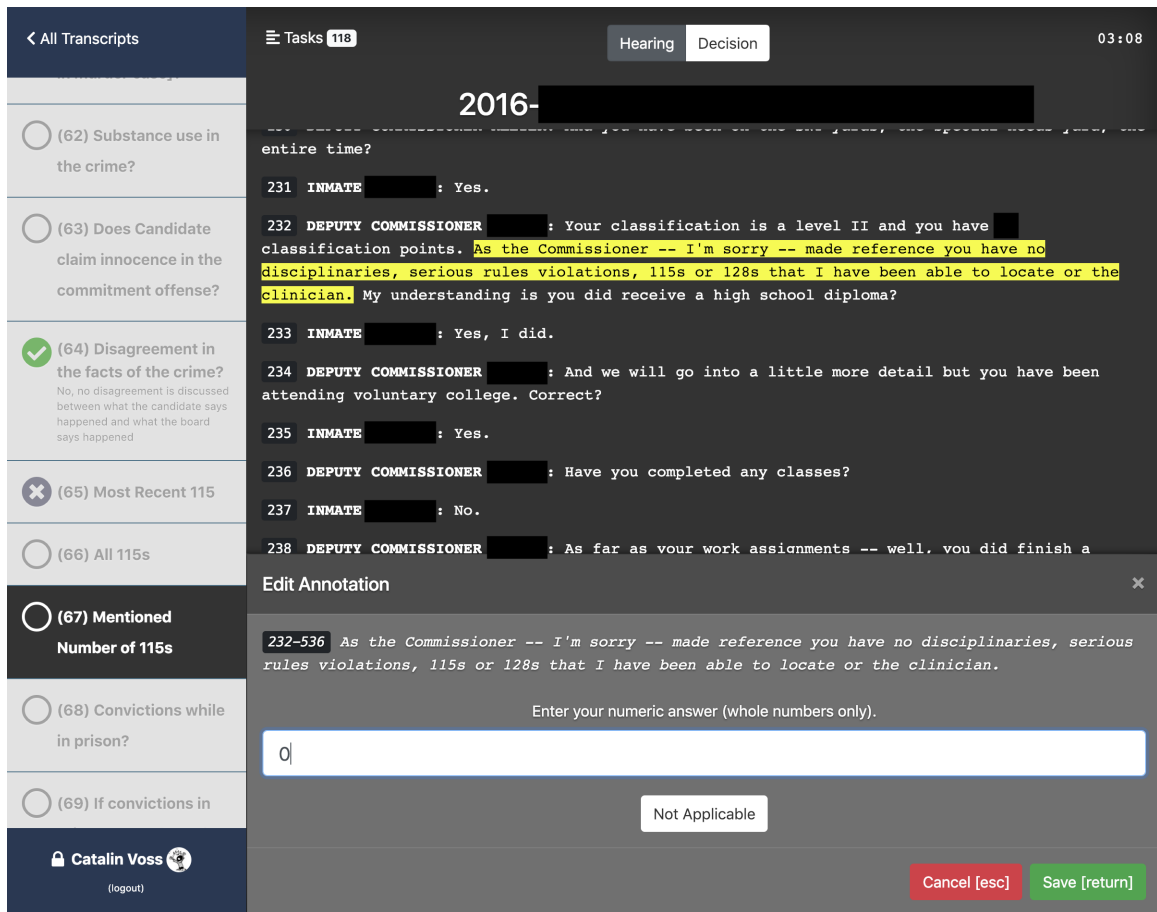 All Transcripts
Tasks 118
Hearing
Decision
03:08
2016-
(62) Substance use in
the crime?
(63) Does Candidate
claim innocence in the
commitment offense?
(64) Disagreement in
the facts of the crime?
No, no disagreement is discussed
between what the candidate says
happened and what the board
says happened
(65) Most Recent 115
(66) All 115s
(67) Mentioned
Number of 115s
(68) Convictions while
in prison?
(69) If convictions in
Catalin Voss
(logout)
entire time?
231 INMATE : Yes.
232 DEPUTY COMMISSIONER : Your classification is a level II and you have
classification points. As the Commissioner -- I'm sorry -- made reference you have no
disciplinaries, serious rules violations, 115s or 128s that I have been able to locate or the
clinician. My understanding is you did receive a high school diploma?
233 INMATE : Yes, I did.
234 DEPUTY COMMISSIONER : And we will go into a little more detail but you have been
attending voluntary college. Correct?
235 INMATE : Yes.
236 DEPUTY COMMISSIONER : Have you completed any classes?
237 INMATE : No.
238 DEPUTY COMMISSIONER : As far as your work assignments -- well, you did finish a
Edit Annotation
×
232-536 As the Commissioner -- I'm sorry -- made reference you have no disciplinaries, serious
rules violations, 115s or 128s that I have been able to locate or the clinician.
Enter your numeric answer (whole numbers only).
0
Not Applicable
Cancel [esc]
Save [return]